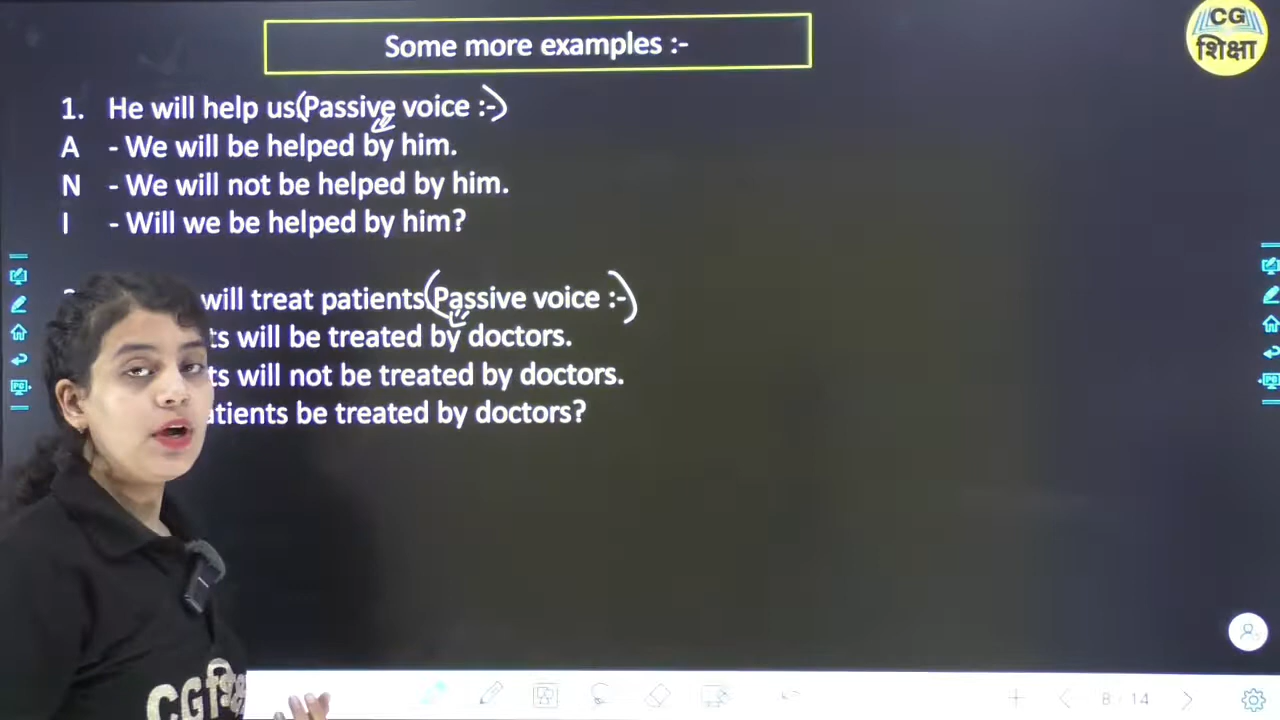 Some more examples :-
CG
शिक्षा
1. He will help us(Passive voice :-)
A - We will be helped by him.
N - We will not be helped by him.
I - Will we be helped by him?
will treat patients(Passive voice :-)
will be treated by doctors.
will not be treated by doctors.
be treated by doctors?
CG
8 - 14